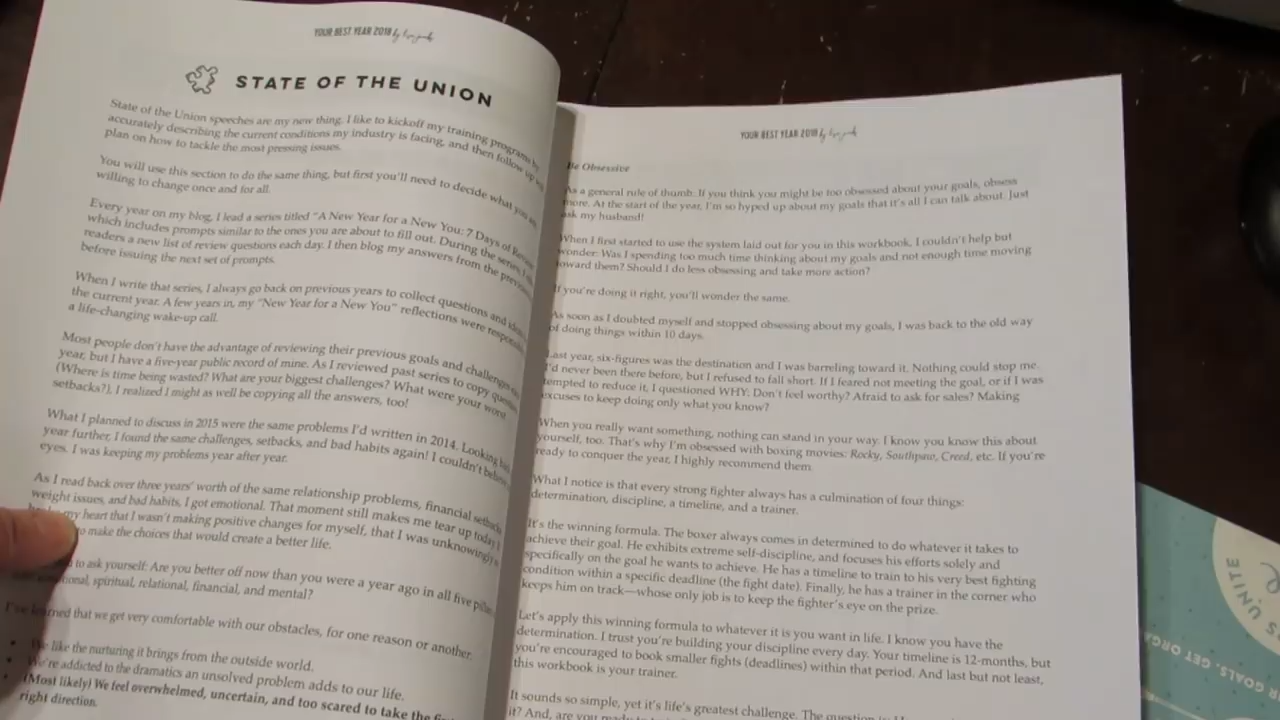 YOUR BEST YEAR 2018 by
STATE OF THE UNION
State of the Union speeches are my new thing. I like to kickoff my training programs by
accurately describing the current conditions my industry is facing, and then follow up with
plan on how to tackle the most pressing issues.
You will use this section to do the same thing, but first you'll need to decide what you are
willing to change once and for all.
Every year on my blog, I lead a series titled "A New Year for a New You: 7 Days of
which includes prompts similar to the ones you are about to fill out. During the series, I
readers a new list of review questions each day. I then blog my answers from the previous
before issuing the next set of prompts.
When I write that series, I always go back on previous years to collect questions and
the current year. A few years in, my "New Year for a New You" reflections were
a life-changing wake-up call.
Most people don't have the advantage of reviewing their previous goals and challenges
year, but I have a five-year public record of mine. As I reviewed past series to copy
(Where is time being wasted? What are your biggest challenges? What were your worst
setbacks?), I realized I might as well be copying all the answers, too!
What I planned to discuss in 2015 were the same problems I'd written in 2014. Looking
year further, I found the same challenges, setbacks, and bad habits again! I couldn't
eyes. I was keeping my problems year after year.
As I read back over three years' worth of the same relationship problems, financial
weight issues, and bad habits, I got emotional. That moment still makes me tear up today.
my heart that I wasn't making positive changes for myself, that I was unknowingly
to make the choices that would create a better life.
to ask yourself: Are you better off now than you were a year ago in all five
spiritual, relational, financial, and mental?
I've learned that we get very comfortable with our obstacles, for one reason or another.
• We like the nurturing it brings from the outside world.
• We're addicted to the dramatics an unsolved problem adds to our life.
• (Most likely) We feel overwhelmed, uncertain, and too scared to take the
right direction.
YOUR BEST YEAR 2018 by
Be Obsessive
As a general rule of thumb: If you think you might be too obsessed about your goals, obsess
more. At the start of the year, I'm so hyped up about my goals that it's all I can talk about. Just
ask my husband!
When I first started to use the system laid out for you in this workbook, I couldn't help but
wonder: Was I spending too much time thinking about my goals and not enough time moving
toward them? Should I do less obsessing and take more action?
If you're doing it right, you'll wonder the same.
As soon as I doubted myself and stopped obsessing about my goals, I was back to the old way
of doing things within 10 days.
Last year, six-figures was the destination and I was barreling toward it. Nothing could stop me.
I'd never been there before, but I refused to fall short. If I feared not meeting the goal, or if I was
tempted to reduce it, I questioned WHY. Don't feel worthy? Afraid to ask for sales? Making
excuses to keep doing only what you know?
When you really want something, nothing can stand in your way. I know you know this about
yourself, too. That's why I'm obsessed with boxing movies: Rocky, Southpaw, Creed, etc. If you're
ready to conquer the year, I highly recommend them.
What I notice is that every strong fighter always has a culmination of four things:
determination, discipline, a timeline, and a trainer.
It's the winning formula. The boxer always comes in determined to do whatever it takes to
achieve their goal. He exhibits extreme self-discipline, and focuses his efforts solely and
specifically on the goal he wants to achieve. He has a timeline to train to his very best fighting
condition within a specific deadline (the fight date). Finally, he has a trainer in the corner who
keeps him on track—whose only job is to keep the fighter's eye on the prize.
Let's apply this winning formula to whatever it is you want in life. I know you have the
determination. I trust you're building your discipline every day. Your timeline is 12-months, but
you're encouraged to book smaller fights (deadlines) within that period. And last but not least,
this workbook is your trainer.
It sounds so simple, yet it's life's greatest challenge. The question is:
it? And, are you ready to
S UNITE
R GOALS. GET ORGA